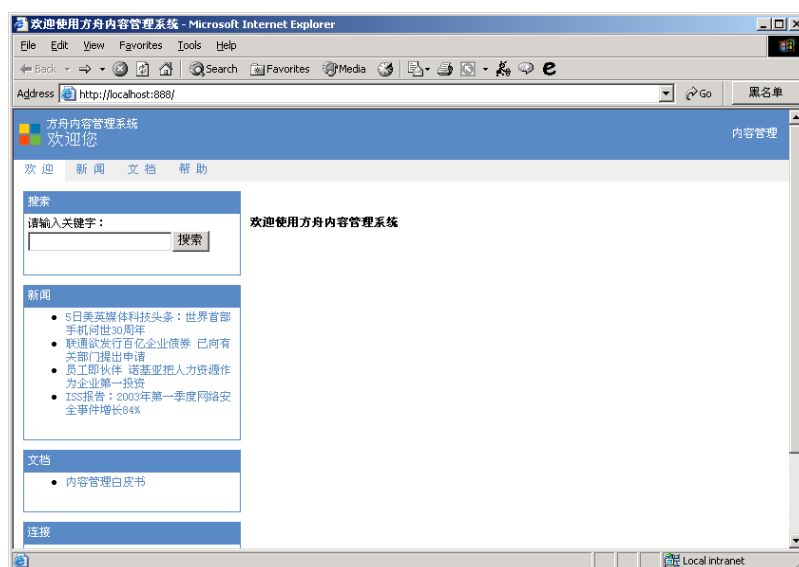 欢迎使用方舟内容管理系统 - Microsoft Internet Explorer
File Edit View Favorites Tools Help
Back Search Favorites Media
Address http://localhost:888/ Go 黑名单
方舟内容管理系统
欢迎您
内容管理
欢 迎 新 闻 文 档 帮 助
搜索
请输入关键字：
搜索
欢迎使用方舟内容管理系统
新闻
5日美英媒体科技头条：世界首部
手机问世30周年
联通欲发行百亿企业债券 已向有
关部门提出申请
员工即伙伴 诺基亚把人力资源作
为企业第一投资
ISS报告：2003年第一季度网络安
全事件增长84%
文档
内容管理白皮书
连接
Local intranet